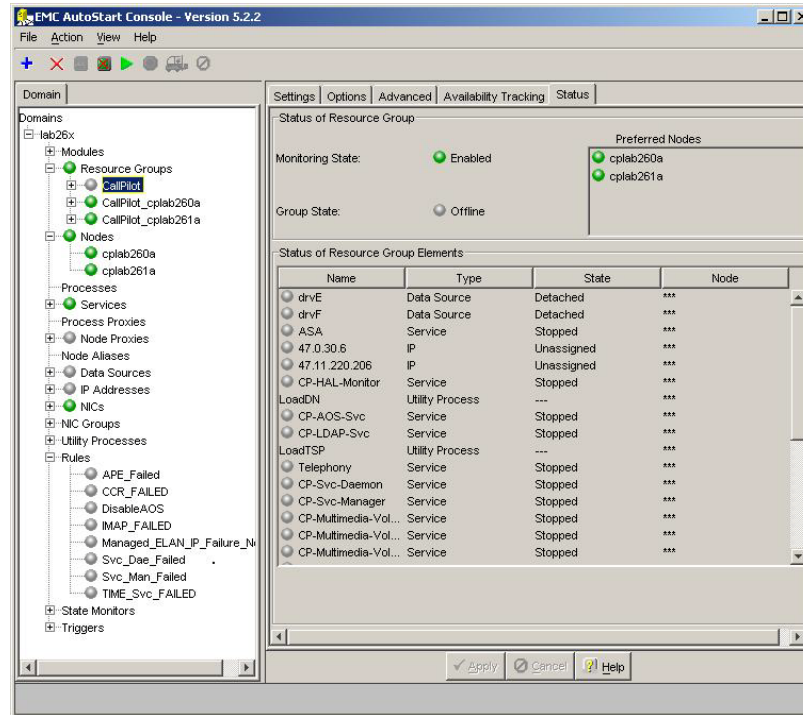 EMC AutoStart Console - Version 5.2.2
File Action View Help
Domain
Settings Options Advanced Availability Tracking Status
Domains
lab26x
Modules
Resource Groups
CallPilot
CallPilot_cplab260a
CallPilot_cplab261a
Nodes
cplab260a
cplab261a
Processes
Services
Process Proxies
Node Proxies
Node Aliases
Data Sources
IP Addresses
NICs
NIC Groups
Utility Processes
Rules
APE_Failed
CCR_FAILED
DisableAOS
IMAP_FAILED
Managed_ELAN_IP_Failure_N
Svc_Dae_Failed
Svc_Man_Failed
TIME_Svc_FAILED
State Monitors
Triggers
Status of Resource Group
Preferred Nodes
Monitoring State: Enabled
cplab260a
cplab261a
Group State: Offline
Status of Resource Group Elements
Name Type State Node
drvE Data Source Detached ***
drvF Data Source Detached ***
ASA Service Stopped ***
47.0.30.6 IP Unassigned ***
47.11.220.206 IP Unassigned ***
CP-HAL-Monitor Service Stopped ***
LoadDN Utility Process --- ***
CP-AOS-Svc Service Stopped ***
CP-LDAP-Svc Service Stopped ***
LoadTSP Utility Process --- ***
Telephony Service Stopped ***
CP-Svc-Daemon Service Stopped ***
CP-Svc-Manager Service Stopped ***
CP-Multimedia-Vol... Service Stopped ***
CP-Multimedia-Vol... Service Stopped ***
CP-Multimedia-Vol... Service Stopped ***
Apply Cancel Help